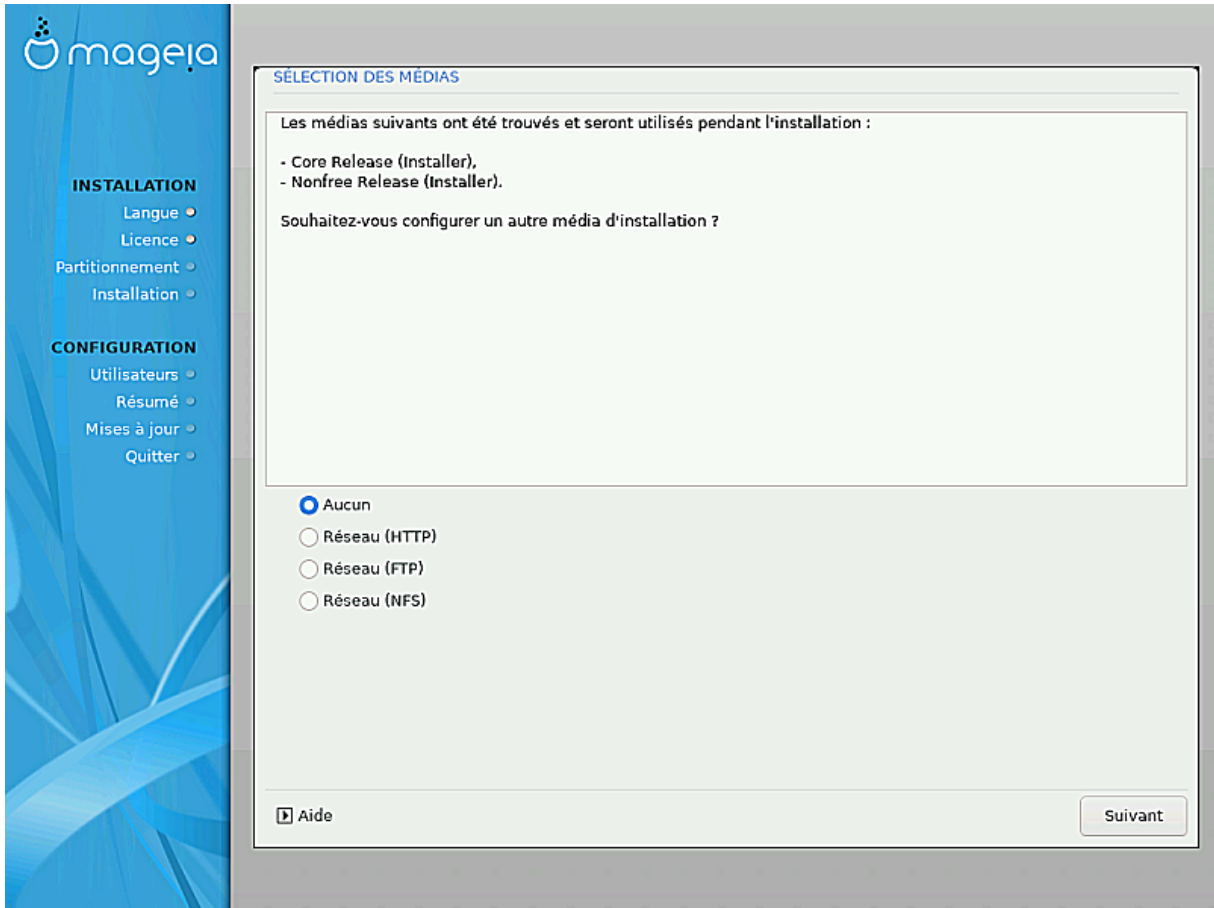 mageia
INSTALLATION
Langue
Licence
Partitionnement
Installation
CONFIGURATION
Utilisateurs
Résumé
Mises à jour
Quitter
SÉLECTION DES MÉDIAS
Les médias suivants ont été trouvés et seront utilisés pendant l'installation :
- Core Release (Installer),
- Nonfree Release (Installer).
Souhaitez-vous configurer un autre média d'installation ?
Aucun
Réseau (HTTP)
Réseau (FTP)
Réseau (NFS)
Aide
Suivant